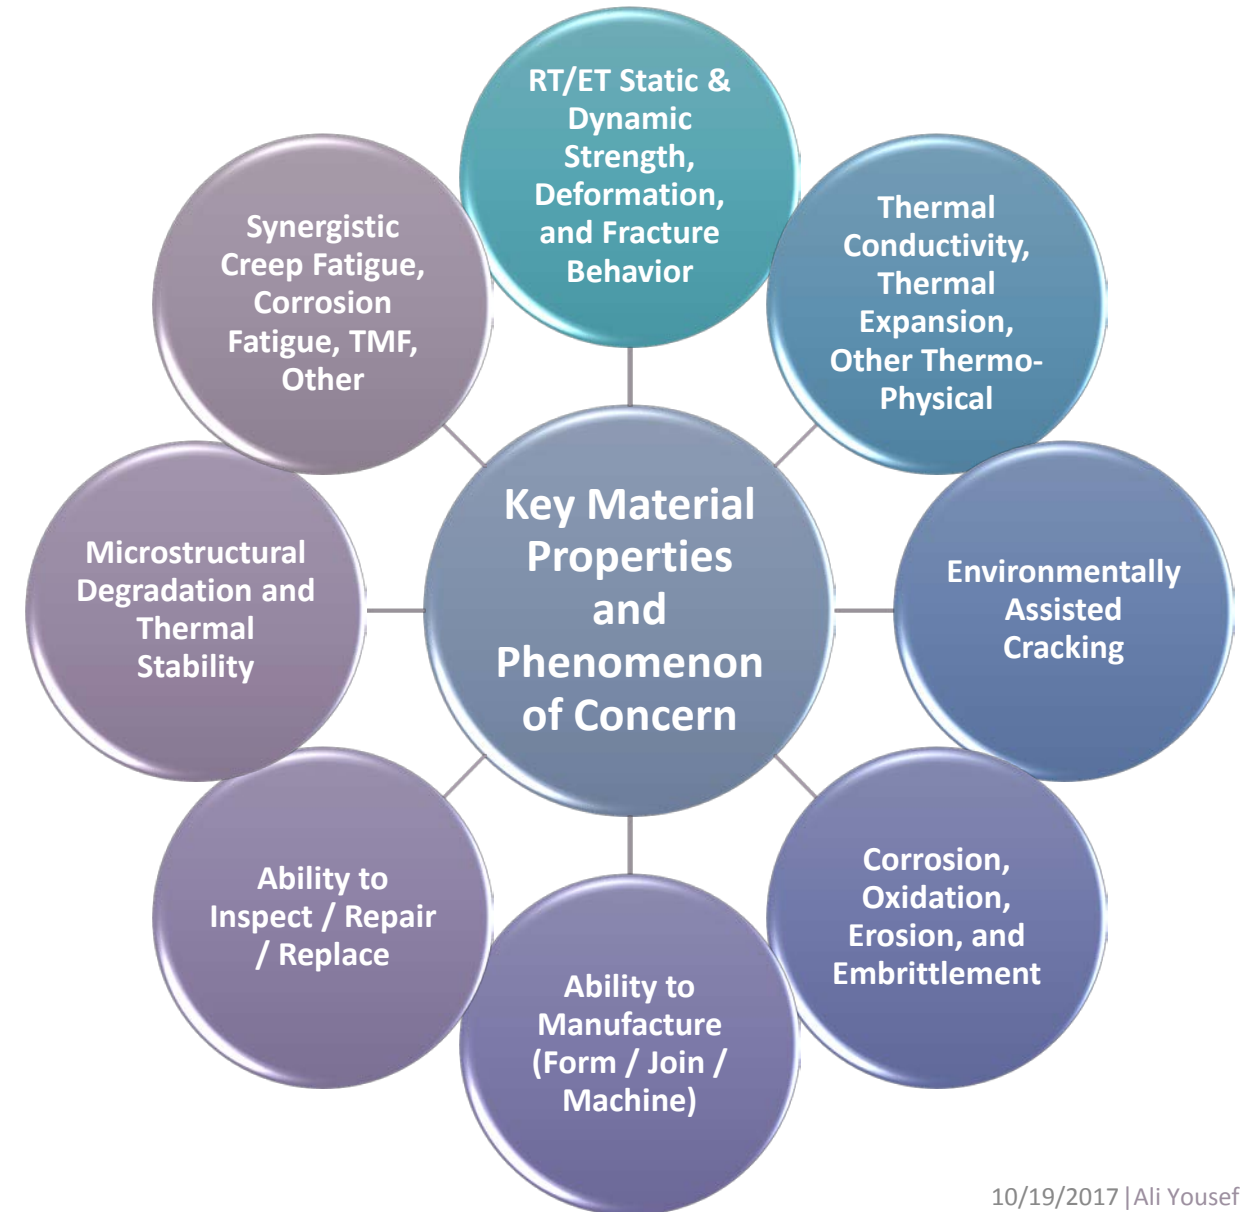 RT/ET Static &
Dynamic
Strength,
Deformation,
and Fracture
Behavior
Thermal
Conductivity,
Thermal
Expansion,
Other Thermo-
Physical
Environmentally
Assisted
Cracking
Corrosion,
Oxidation,
Erosion, and
Embrittlement
Ability to
Manufacture
(Form / Join /
Machine)
Ability to
Inspect / Repair
/ Replace
Microstructural
Degradation and
Thermal
Stability
Synergistic
Creep Fatigue,
Corrosion
Fatigue, TMF,
Other
Key Material
Properties
and
Phenomenon
of Concern
10/19/2017|Ali Yousef